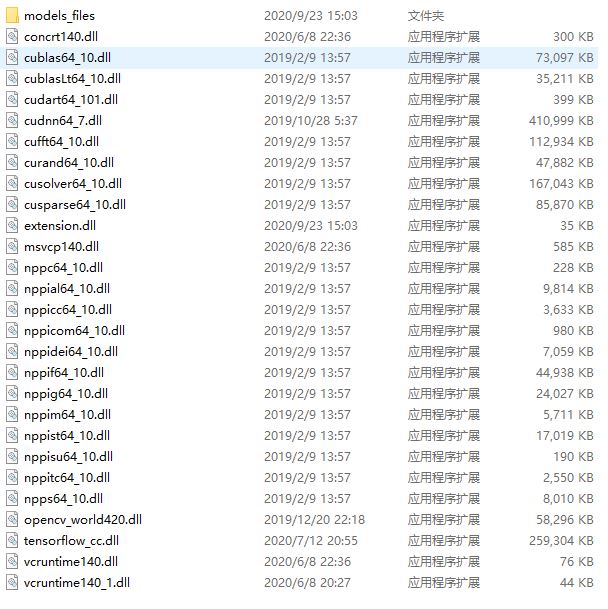 models_files 2020/9/23 15:03 文件夹
concrt140.dll 2020/6/8 22:36 应用程序扩展 300 KB
cublas64_10.dll 2019/2/9 13:57 应用程序扩展 73,097 KB
cublasLt64_10.dll 2019/2/9 13:57 应用程序扩展 35,211 KB
cudart64_101.dll 2019/2/9 13:57 应用程序扩展 399 KB
cudnn64_7.dll 2019/10/28 5:37 应用程序扩展 410,999 KB
cufft64_10.dll 2019/2/9 13:57 应用程序扩展 112,934 KB
curand64_10.dll 2019/2/9 13:57 应用程序扩展 47,882 KB
cusolver64_10.dll 2019/2/9 13:57 应用程序扩展 167,043 KB
cusparse64_10.dll 2019/2/9 13:57 应用程序扩展 85,870 KB
extension.dll 2020/9/23 15:03 应用程序扩展 35 KB
msvcp140.dll 2020/6/8 22:36 应用程序扩展 585 KB
nppc64_10.dll 2019/2/9 13:57 应用程序扩展 228 KB
nppial64_10.dll 2019/2/9 13:57 应用程序扩展 9,814 KB
nppicc64_10.dll 2019/2/9 13:57 应用程序扩展 3,633 KB
nppicom64_10.dll 2019/2/9 13:57 应用程序扩展 980 KB
nppidei64_10.dll 2019/2/9 13:57 应用程序扩展 7,059 KB
nppif64_10.dll 2019/2/9 13:57 应用程序扩展 44,938 KB
nppig64_10.dll 2019/2/9 13:57 应用程序扩展 24,027 KB
nppim64_10.dll 2019/2/9 13:57 应用程序扩展 5,711 KB
nppist64_10.dll 2019/2/9 13:57 应用程序扩展 17,019 KB
nppisu64_10.dll 2019/2/9 13:57 应用程序扩展 190 KB
nppitc64_10.dll 2019/2/9 13:57 应用程序扩展 2,550 KB
npps64_10.dll 2019/2/9 13:57 应用程序扩展 8,010 KB
opencv_world420.dll 2019/12/20 22:18 应用程序扩展 58,296 KB
tensorflow_cc.dll 2020/7/12 20:55 应用程序扩展 259,304 KB
vcruntime140.dll 2020/6/8 22:36 应用程序扩展 76 KB
vcruntime140_1.dll 2020/6/8 20:27 应用程序扩展 44 KB